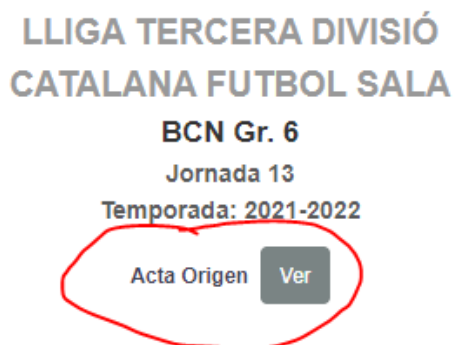 LLIGA TERCERA DIVISIÓ
CATALANA FUTBOL SALA
BCN Gr. 6
Jornada 13
Temporada: 2021-2022
Acta Origen Ver